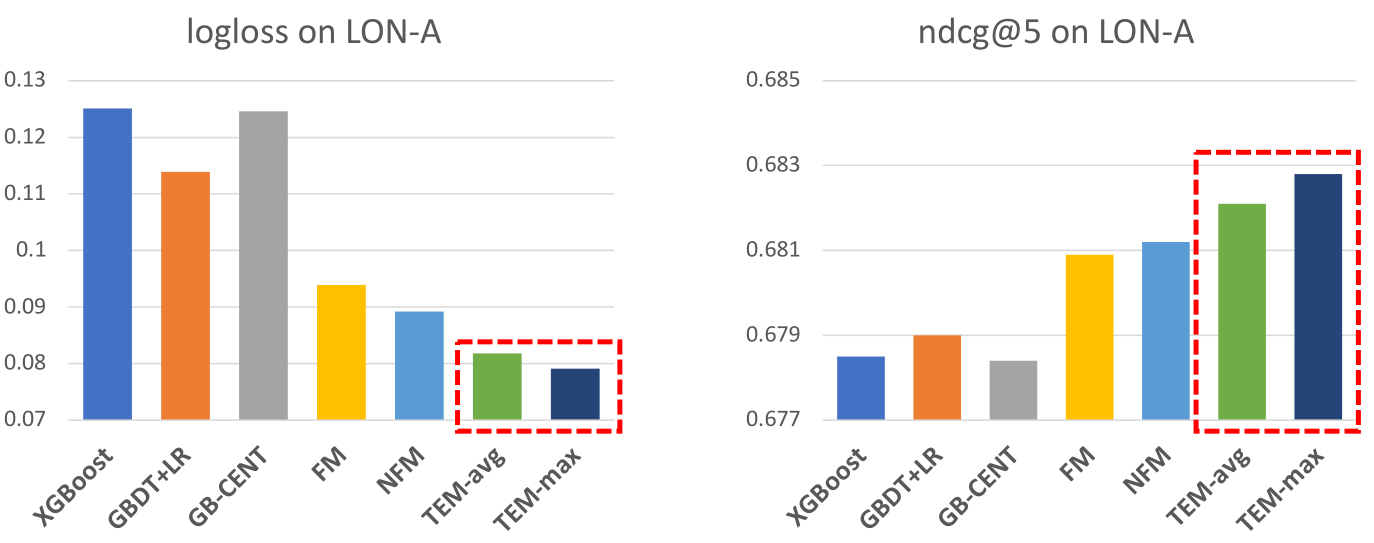 logloss on LON-A
0.13
0.12
0.11
0.1
0.09
0.08
0.07
XGBoost
GBDT+LR
GB-CENT
FM
NFM
TEM-avg
TEM-max
ndcg@5 on LON-A
0.685
0.683
0.681
0.679
0.677
XGBoost
GBDT+LR
GB-CENT
FM
NFM
TEM-avg
TEM-max